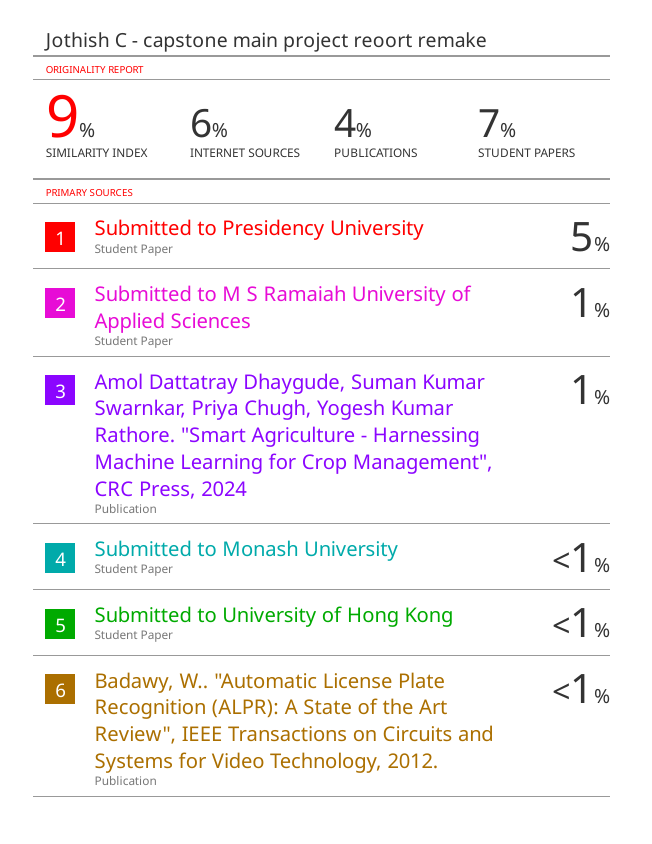 Jothish C - capstone main project reoort remake
ORIGINALITY REPORT
9% 6% 4% 7%
SIMILARITY INDEX INTERNET SOURCES PUBLICATIONS STUDENT PAPERS
PRIMARY SOURCES
1 Submitted to Presidency University 5%
Student Paper
2 Submitted to M S Ramaiah University of 1%
Applied Sciences
Student Paper
3 Amol Dattatray Dhaygude, Suman Kumar 1%
Swarnkar, Priya Chugh, Yogesh Kumar
Rathore. "Smart Agriculture - Harnessing
Machine Learning for Crop Management",
CRC Press, 2024
Publication
4 Submitted to Monash University <1%
Student Paper
5 Submitted to University of Hong Kong <1%
Student Paper
6 Badawy, W.. "Automatic License Plate <1%
Recognition (ALPR): A State of the Art
Review", IEEE Transactions on Circuits and
Systems for Video Technology, 2012.
Publication